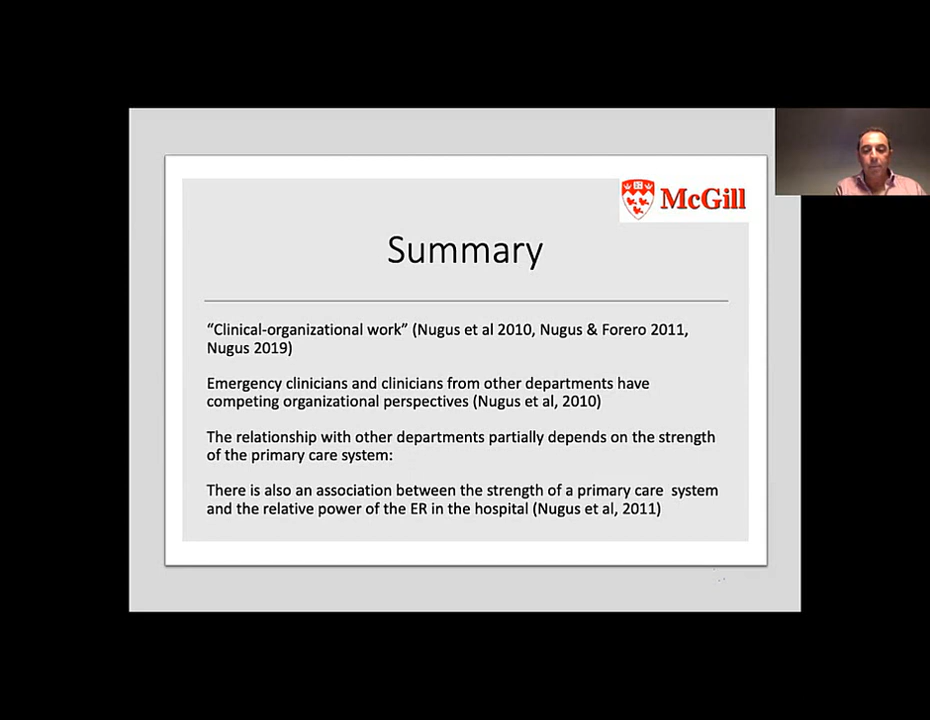 McGill
Summary
“Clinical-organizational work” (Nugus et al 2010, Nugus & Forero 2011,
Nugus 2019)
Emergency clinicians and clinicians from other departments have
competing organizational perspectives (Nugus et al, 2010)
The relationship with other departments partially depends on the strength
of the primary care system:
There is also an association between the strength of a primary care  system
and the relative power of the ER in the hospital (Nugus et al, 2011)